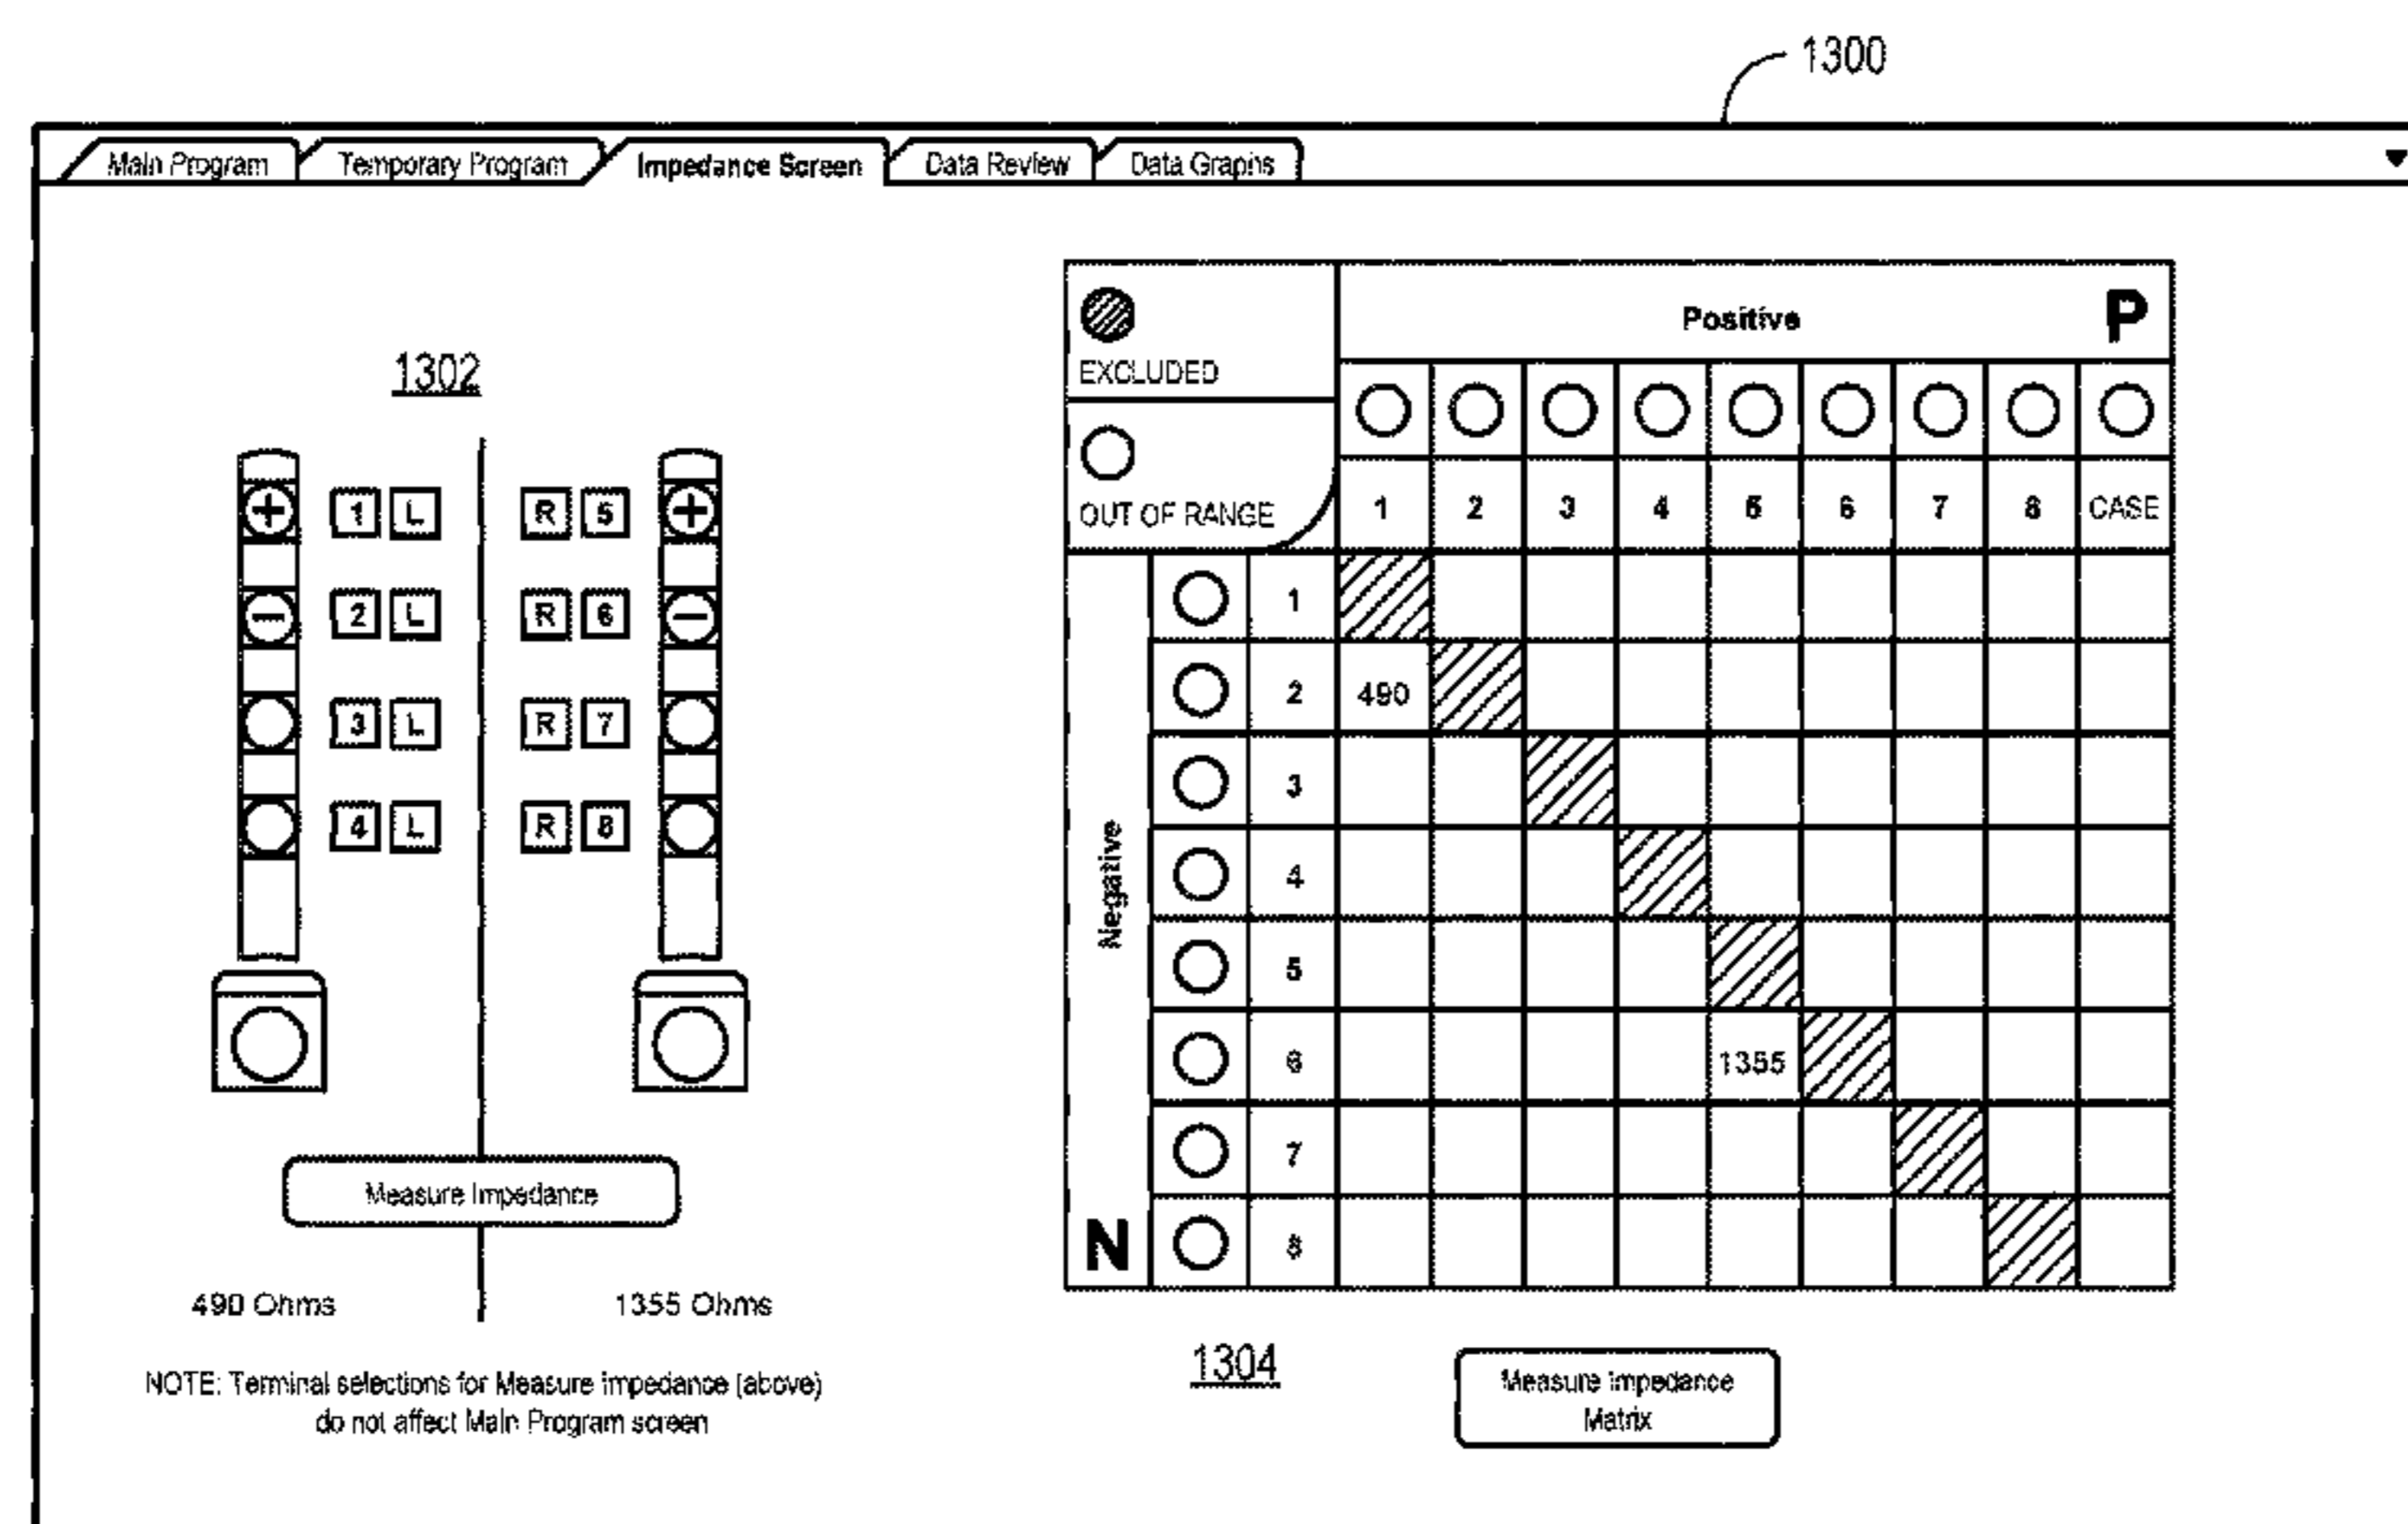 1300
Main Program Temporary Program Impedance Screen Data Review Data Graphs
1302
1 L R 5
2 L R 6
3 L R 7
4 L R 8
Measure Impedance
490 Ohms 1355 Ohms
NOTE: Terminal selections for Measure impedance (above)
do not affect Main Program screen
EXCLUDED
OUT OF RANGE
Positive P
1 2 3 4 5 6 7 8 CASE
Negative
N
1
2 490
3
4
5
6 1355
7
8
1304
Measure Impedance
Matrix